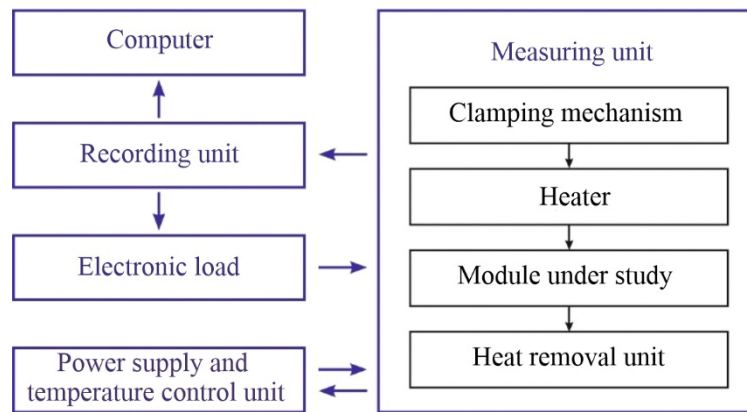 Computer
Recording unit
Electronic load
Power supply and
temperature control unit
Measuring unit
Clamping mechanism
Heater
Module under study
Heat removal unit